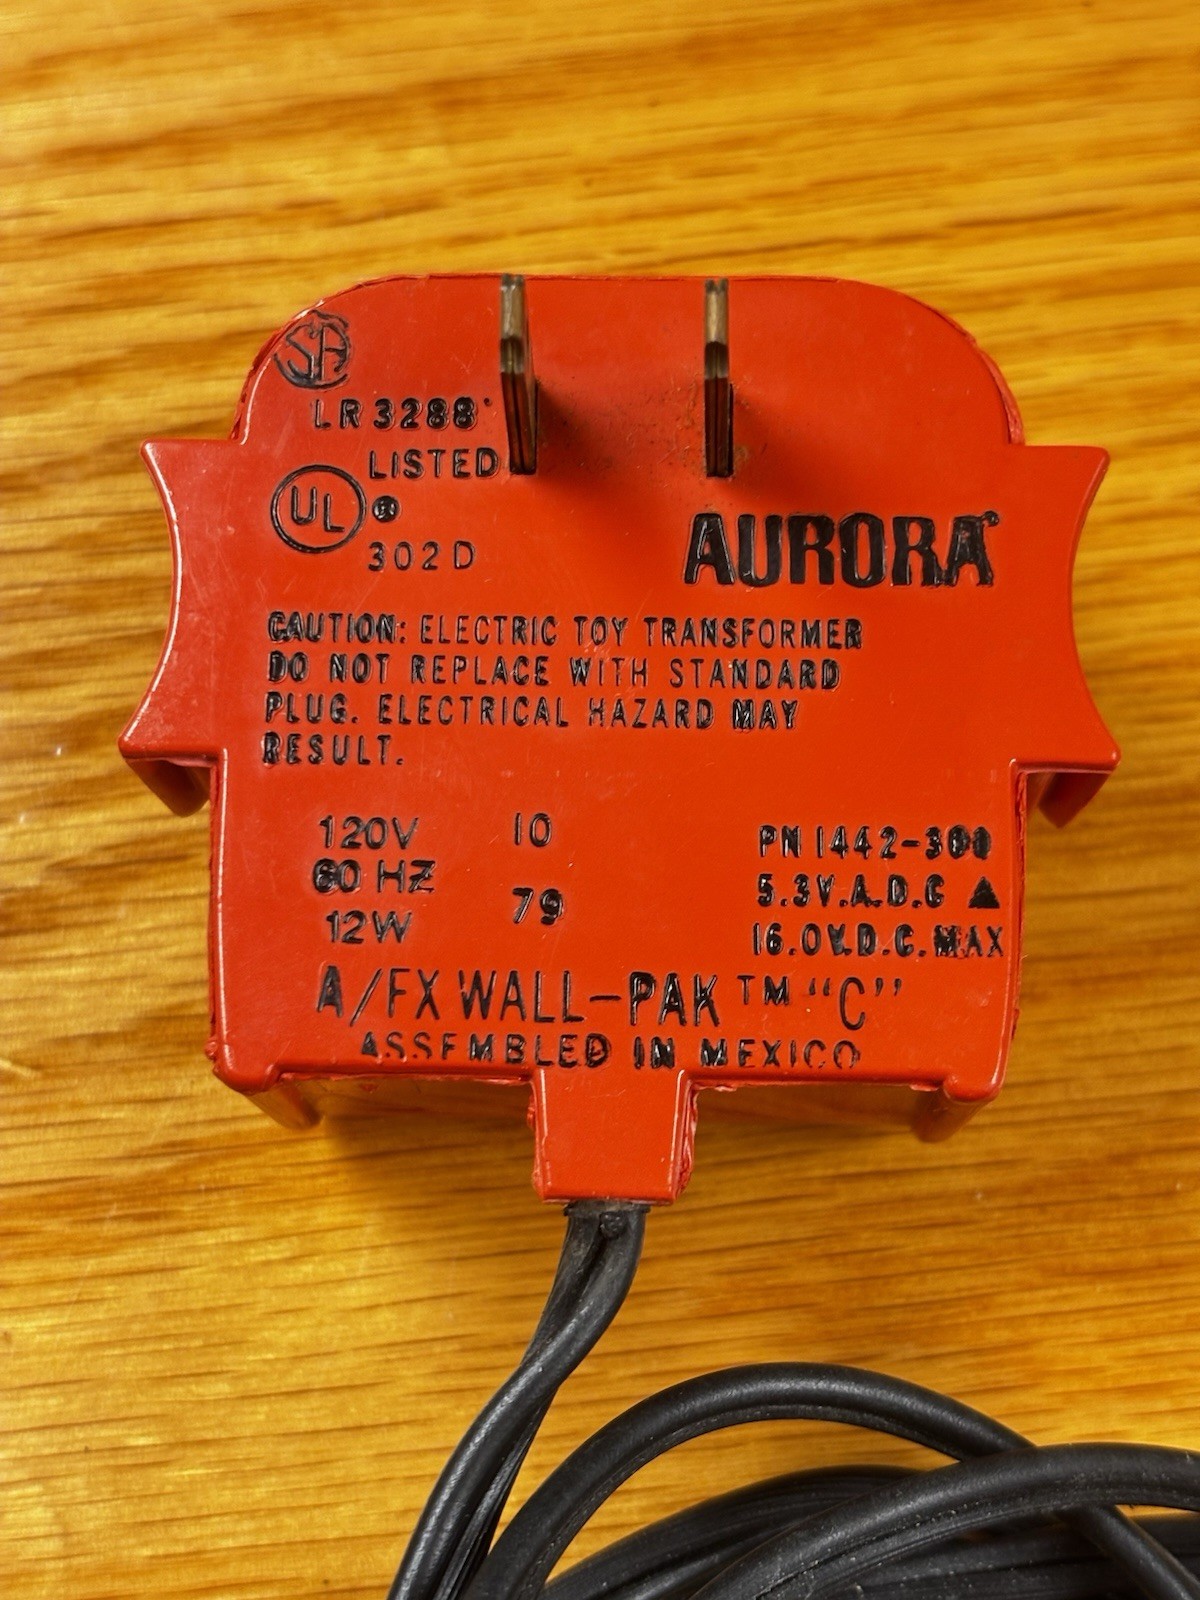 SA
LR 3288
LISTED
UL ®
302D
AURORA
CAUTION: ELECTRIC TOY TRANSFORMER
DO NOT REPLACE WITH STANDARD
PLUG. ELECTRICAL HAZARD MAY
RESULT.
120V
60 HZ
12W
10
79
PN 1442-300
5.3V.A.D.C ▲
16.0V.D.C.MAX
A/FX WALL-PAK ™ “C”
ASSEMBLED IN MEXICO